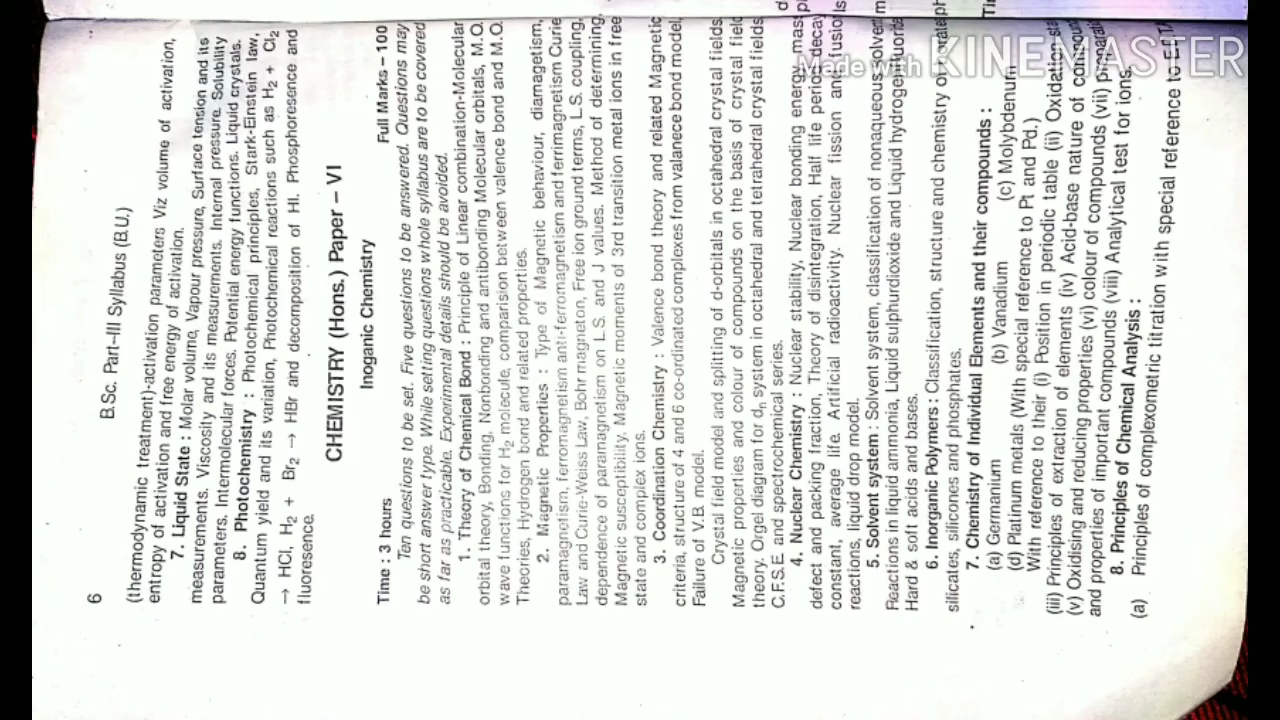 6
B.Sc. Part-III Syllabus (B.U.)
(thermodynamic treatment)-activation parameters Viz volume of activation,
entropy of activation and free energy of activation.
7. Liquid State : Molar volume, Vapour pressure, Surface tension and its
measurements. Viscosity and its measurements. Internal pressure. Solubility
parameters, Intermolecular forces. Potential energy functions. Liquid crystals.
8. Photochemistry : Photochemical principles, Stark-Einstein law,
Quantum yield and its variation, Photochemical reactions such as H₂ + Cl₂
→ HCl, H₂ + Br₂ → HBr and decomposition of HI. Phosphoresence and
fluoresence.
CHEMISTRY (Hons.) Paper – VI
Inoganic Chemistry
Time : 3 hours Full Marks – 100
Ten questions to be set. Five questions to be answered. Questions may
be short answer type. While setting questions whole syllabus are to be covered
as far as practicable. Experimental details should be avoided.
1. Theory of Chemical Bond : Principle of Linear combination-Molecular
orbital theory, Bonding, Nonbonding and antibonding Molecular orbitals, M.O.
wave functions for H₂ molecule, comparision between valence bond and M.O.
Theories, Hydrogen bond and related properties.
2. Magnetic Properties : Type of Magnetic behaviour, diamagetism,
paramagnetism, ferromagnetism anti-ferromagnetism and ferrimagnetism Curie
Law and Curie-Weiss Law, Bohr magneton, Free ion ground terms, L.S. coupling,
dependence of paramagnetism on L.S. and J values. Method of determining
Magnetic susceptibility, Magnetic moments of 3rd transition metal ions in free
state and complex ions.
3. Coordination Chemistry : Valence bond theory and related Magnetic
criteria, structure of 4 and 6 co-ordinated complexes from valanece bond model,
Failure of V.B. model.
Crystal field model and splitting of d-orbitals in octahedral crystal fields.
Magnetic properties and colour of compounds on the basis of crystal field
theory. Orgel diagram for dₙ system in octahedral and tetrahedral crystal fields
C.F.S.E. and spetrochemical series.
4. Nuclear Chemistry : Nuclear stability, Nuclear bonding energy, mass
defect and packing fraction, Theory of disintegration, Half life period decay
constant, average life. Artificial radioactivity. Nuclear fission and fusions
reactions, liquid drop model.
5. Solvent system : Solvent system, classification of nonaqueous solvent
Reactions in liquid ammonia, Liquid sulphurdioxide and Liquid hydrogenfluoride
Hard & soft acids and bases.
6. Inorganic Polymers : Classification, structure and chemistry of borate
silicates, silicones and phosphates.
7. Chemistry of Individual Elements and their compounds :
(a) Germanium (b) Vanadium (c) Molybdenum
(d) Platinum metals (With special reference to Pt and Pd.)
With reference to their (i) Position in periodic table (ii) Oxidation
(iii) Principles of extraction of elements (iv) Acid-base nature of
(v) Oxidising and reducing properties (vi) colour of compounds (vii)
and properties of important compounds (viii) Analytical test for ions.
8. Principles of Chemical Analysis :
(a) Principles of complexometric titration with special reference to
Made with KINEMASTER